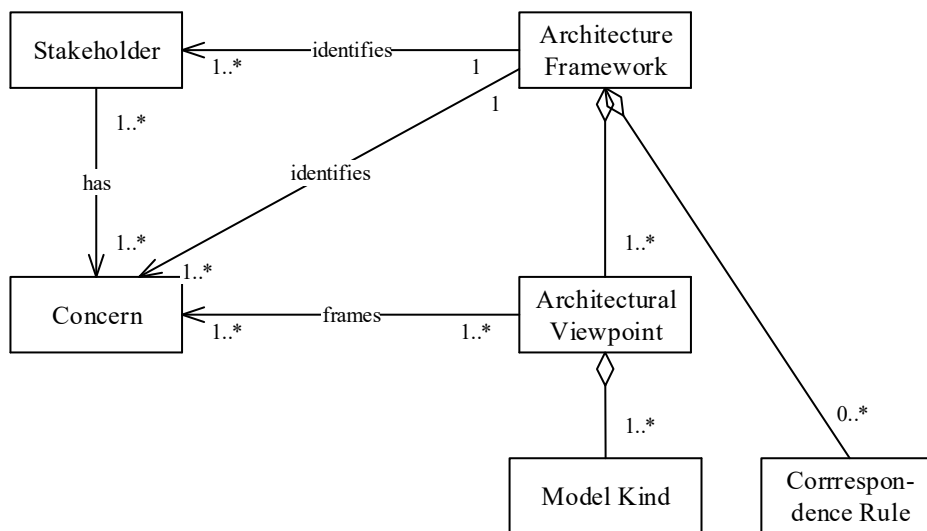 Stakeholder
identifies
Architecture
Framework
1..*
1
1
1..*
has
identifies
1..*
1..*
1..*
Concern
frames
Architectural
Viewpoint
1..*
1..*
1..*
0..*
Model Kind
Corrrespon-
dence Rule